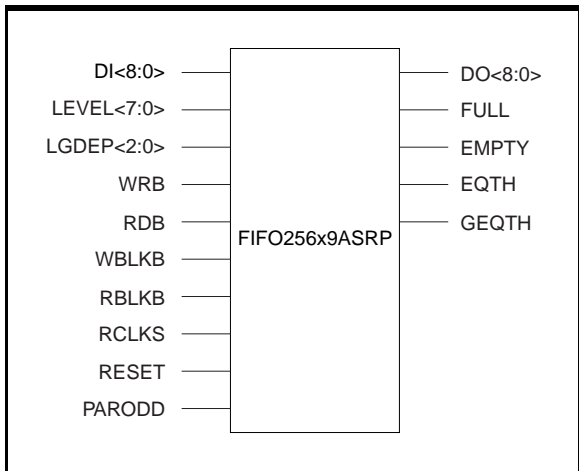 DI<8:0>
LEVEL<7:0>
LGDEP<2:0>
WRB
RDB
WBLKB
RBLKB
RCLKS
RESET
PARODD
FIFO256x9ASRP
DO<8:0>
FULL
EMPTY
EQTH
GEQTH